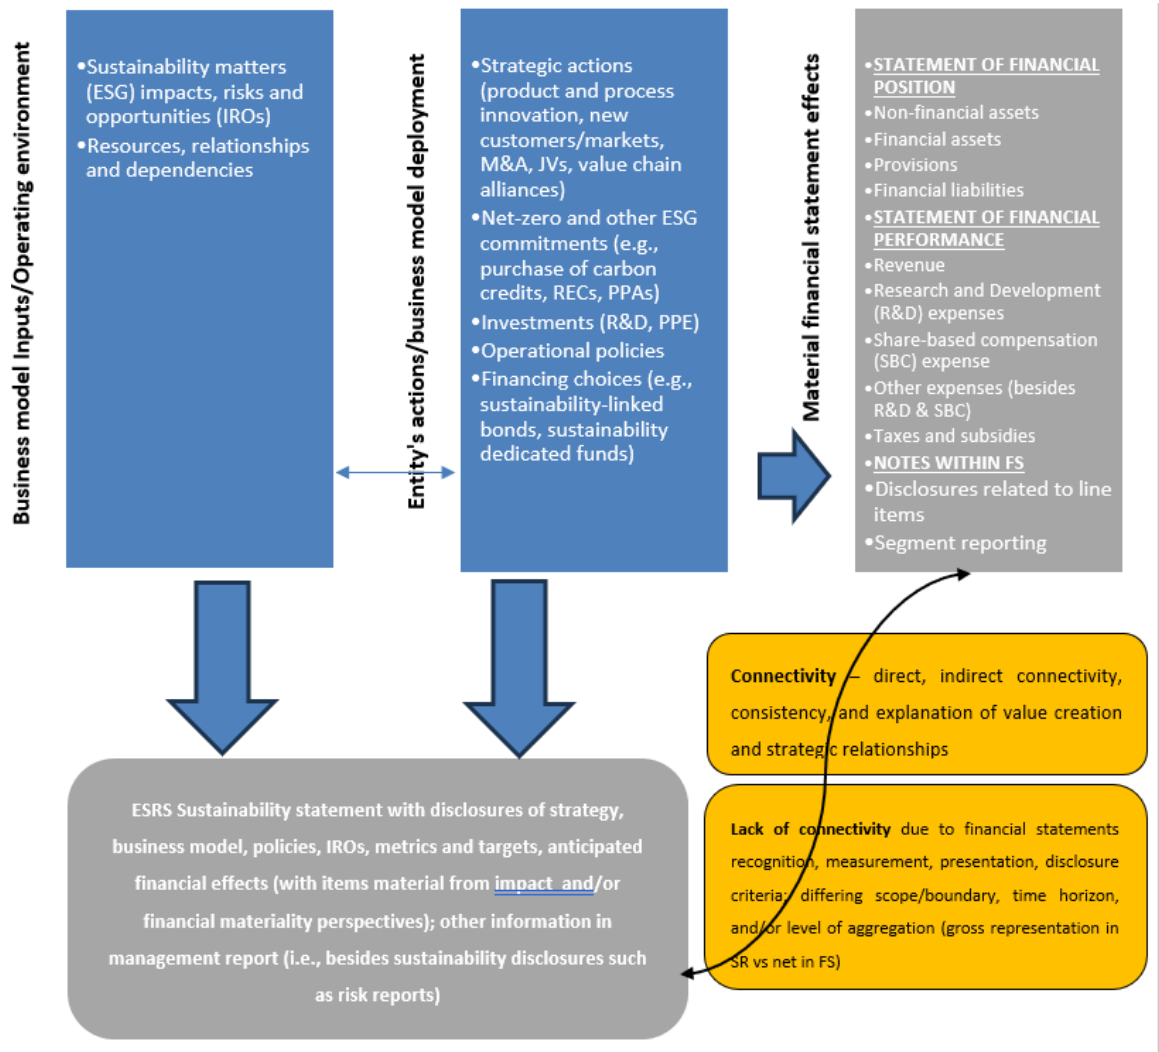 Business model Inputs/Operating environment
•Sustainability matters
(ESG) impacts, risks and
opportunities (IROs)
•Resources, relationships
and dependencies
Entity's actions/business model deployment
•Strategic actions
(product and process
innovation, new
customers/markets,
M&A, JVs, value chain
alliances)
•Net-zero and other ESG
commitments (e.g.,
purchase of carbon
credits, RECs, PPAs)
•Investments (R&D, PPE)
•Operational policies
•Financing choices (e.g.,
sustainability-linked
bonds, sustainability
dedicated funds)
Material financial statement effects
•STATEMENT OF FINANCIAL
POSITION
•Non-financial assets
•Financial assets
•Provisions
•Financial liabilities
•STATEMENT OF FINANCIAL
PERFORMANCE
•Revenue
•Research and Development
(R&D) expenses
•Share-based compensation
(SBC) expense
•Other expenses (besides
R&D & SBC)
•Taxes and subsidies
•NOTES WITHIN FS
•Disclosures related to line
items
•Segment reporting
Connectivity – direct, indirect connectivity,
consistency, and explanation of value creation
and strategic relationships
Lack of connectivity due to financial statements
recognition, measurement, presentation, disclosure
criteria; differing scope/boundary, time horizon,
and/or level of aggregation (gross representation in
SR vs net in FS)
ESRS Sustainability statement with disclosures of strategy,
business model, policies, IROs, metrics and targets, anticipated
financial effects (with items material from impact and/or
financial materiality perspectives); other information in
management report (i.e., besides sustainability disclosures such
as risk reports)